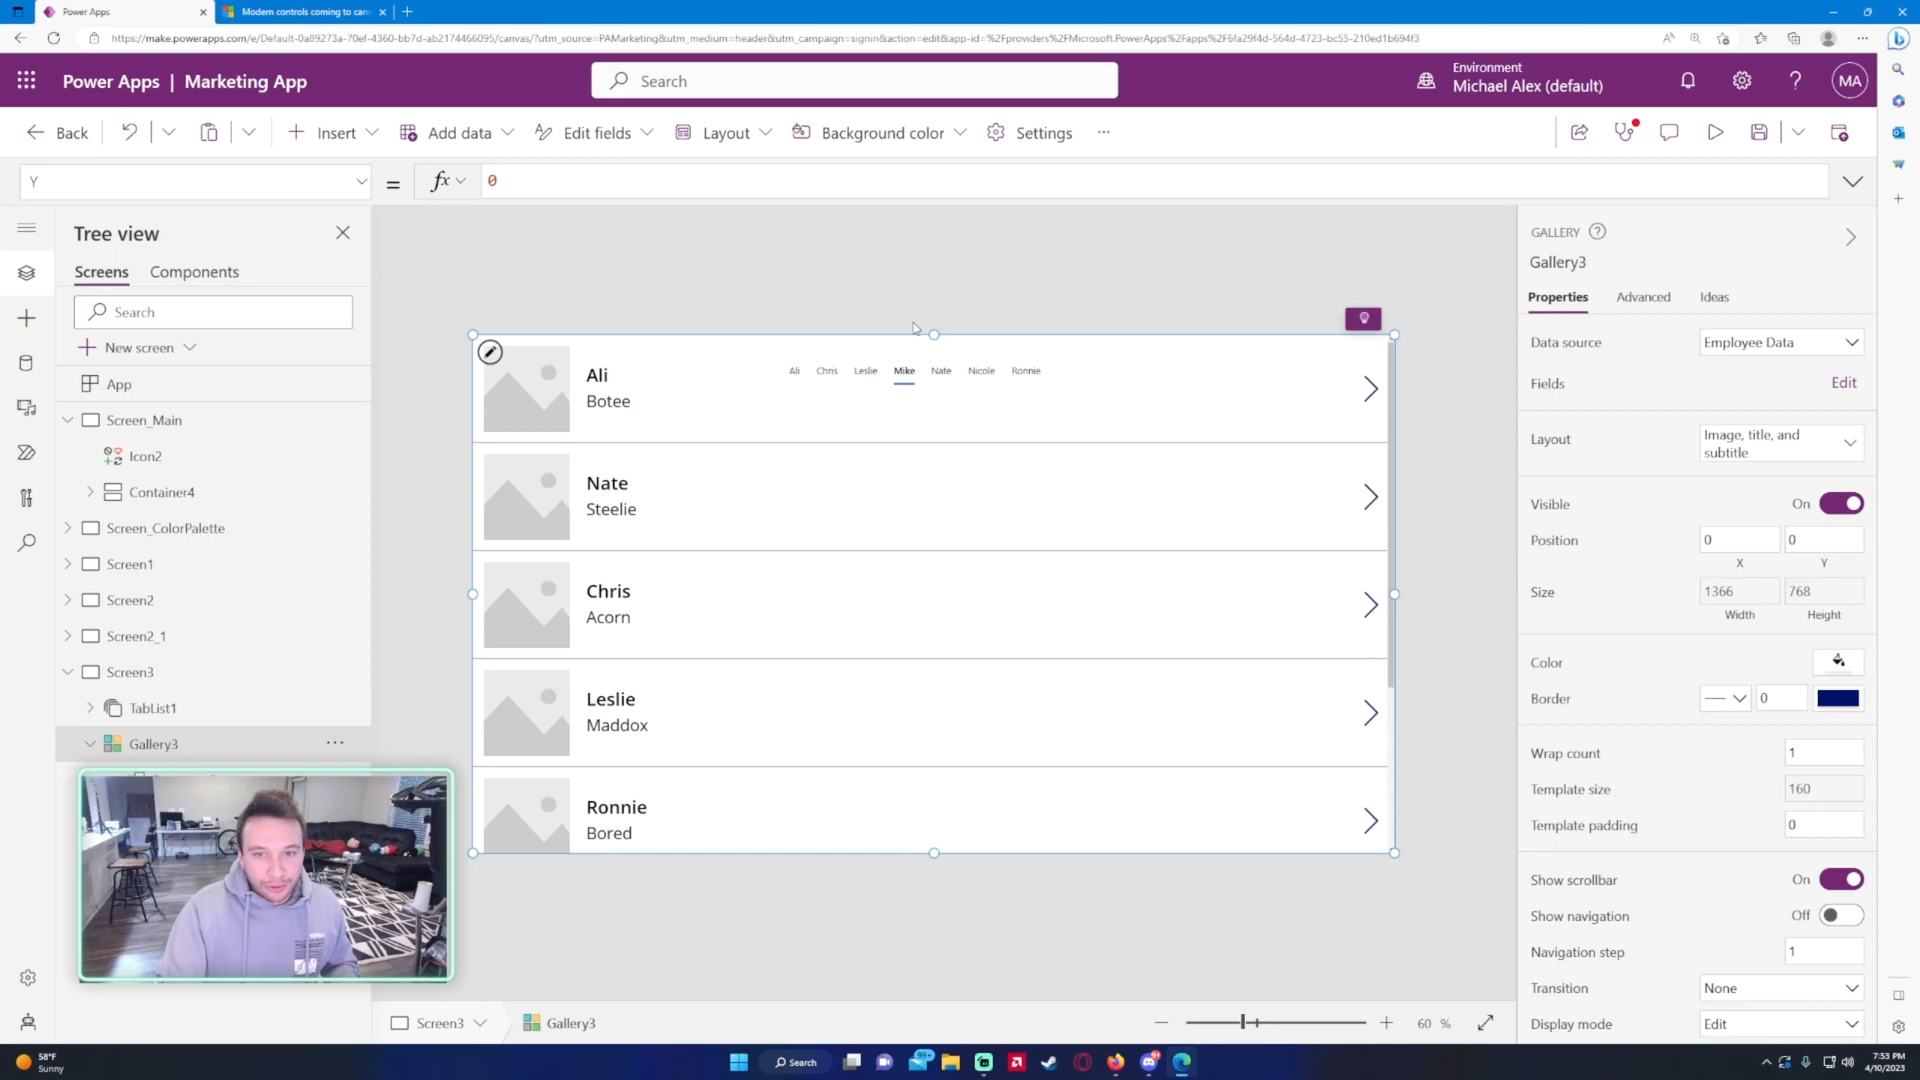 Power Apps
Modern controls coming to can
https://make.powerapps.com/e/Default-0a89273a-70ef-4360-bb7d-ab2174466095/canvas/?utm_source=PAMarketing&utm_medium=header&utm_campaign=signin&action=edit&app-id=%2Fproviders%2FMicrosoft.PowerApps%2Fapps%2F6fa29f4d-564d-4723-bc55-210ed1b694f3
Power Apps | Marketing App
Search
Environment
Michael Alex (default)
MA
Back
Insert
Add data
Edit fields
Layout
Background color
Settings
Y
=
fx
0
Tree view
Screens
Components
Search
New screen
App
Screen_Main
Icon2
Container4
Screen_ColorPalette
Screen1
Screen2
Screen2_1
Screen3
TabList1
Gallery3
Ali
Botee
Ali Chris Leslie Mike Nate Nicole Ronnie
Nate
Steelie
Chris
Acorn
Leslie
Maddox
Ronnie
Bored
GALLERY
Gallery3
Properties
Advanced
Ideas
Data source
Employee Data
Fields
Edit
Layout
Image, title, and
subtitle
Visible
On
Position
0
0
X
Y
Size
1366
768
Width
Height
Color
Border
0
Wrap count
1
Template size
160
Template padding
0
Show scrollbar
On
Show navigation
Off
Navigation step
1
Transition
None
Display mode
Edit
Screen3
Gallery3
60 %
58°F
Sunny
Search
99+
7:53 PM
4/10/2023